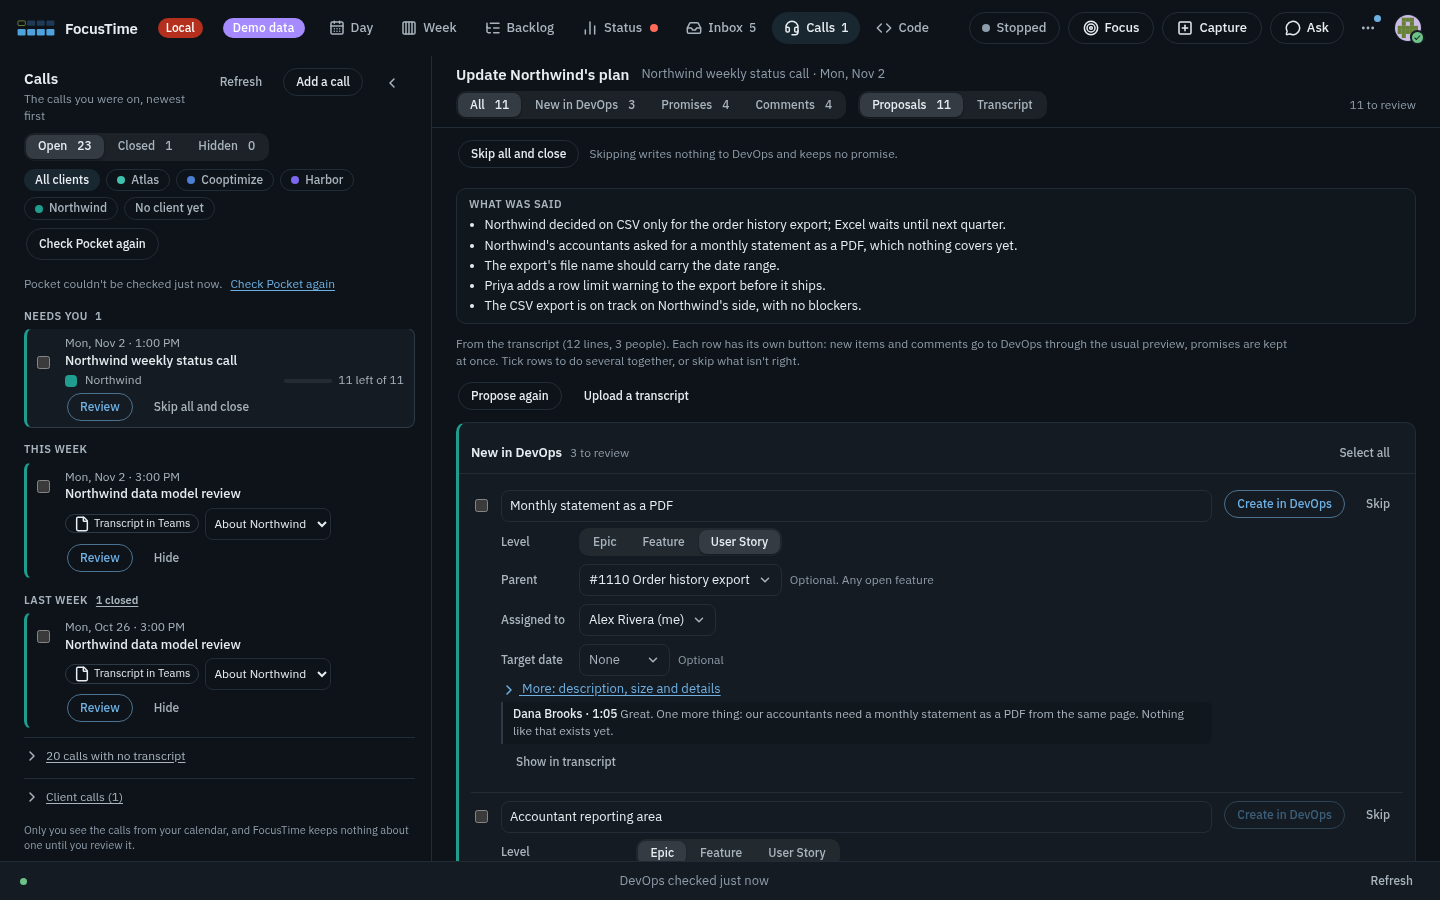 FocusTime
Local
Demo data
Day
Week
Backlog
Status
Inbox 5
Calls 1
Code
Stopped
Focus
Capture
Ask
Calls
Refresh
Add a call
The calls you were on, newest
first
Open 23
Closed 1
Hidden 0
All clients
Atlas
Cooptimize
Harbor
Northwind
No client yet
Check Pocket again
Pocket couldn't be checked just now. Check Pocket again
NEEDS YOU 1
Mon, Nov 2 · 1:00 PM
Northwind weekly status call
Northwind
11 left of 11
Review
Skip all and close
THIS WEEK
Mon, Nov 2 · 3:00 PM
Northwind data model review
Transcript in Teams
About Northwind
Review
Hide
LAST WEEK 1 closed
Mon, Oct 26 · 3:00 PM
Northwind data model review
Transcript in Teams
About Northwind
Review
Hide
20 calls with no transcript
Client calls (1)
Only you see the calls from your calendar, and FocusTime keeps nothing about
one until you review it.
Update Northwind's plan
Northwind weekly status call · Mon, Nov 2
All 11
New in DevOps 3
Promises 4
Comments 4
Proposals 11
Transcript
11 to review
Skip all and close
Skipping writes nothing to DevOps and keeps no promise.
WHAT WAS SAID
• Northwind decided on CSV only for the order history export; Excel waits until next quarter.
• Northwind's accountants asked for a monthly statement as a PDF, which nothing covers yet.
• The export's file name should carry the date range.
• Priya adds a row limit warning to the export before it ships.
• The CSV export is on track on Northwind's side, with no blockers.
From the transcript (12 lines, 3 people). Each row has its own button: new items and comments go to DevOps through the usual preview, promises are kept
at once. Tick rows to do several together, or skip what isn't right.
Propose again
Upload a transcript
New in DevOps 3 to review
Select all
Monthly statement as a PDF
Create in DevOps
Skip
Level
Epic
Feature
User Story
Parent
#1110 Order history export
Optional. Any open feature
Assigned to
Alex Rivera (me)
Target date
None
Optional
More: description, size and details
Dana Brooks · 1:05 Great. One more thing: our accountants need a monthly statement as a PDF from the same page. Nothing
like that exists yet.
Show in transcript
Accountant reporting area
Create in DevOps
Skip
Level
Epic
Feature
User Story
DevOps checked just now
Refresh